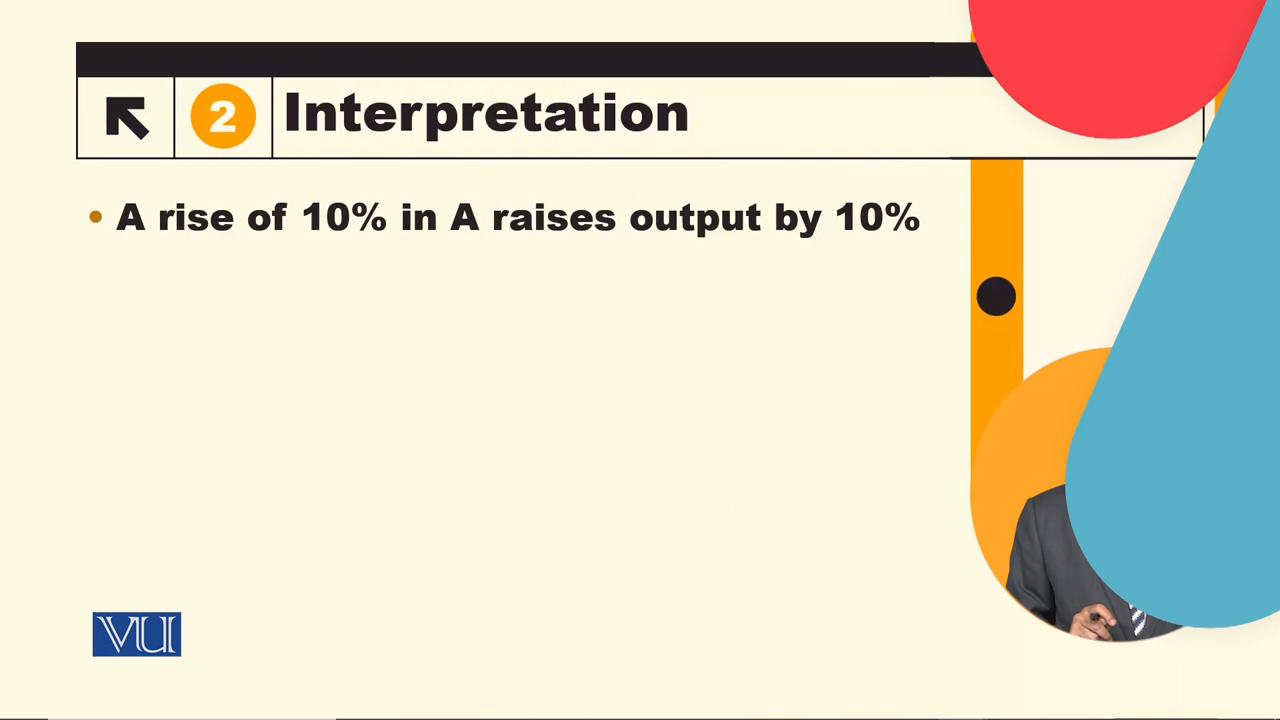 2 Interpretation
• A rise of 10% in A raises output by 10%
VU